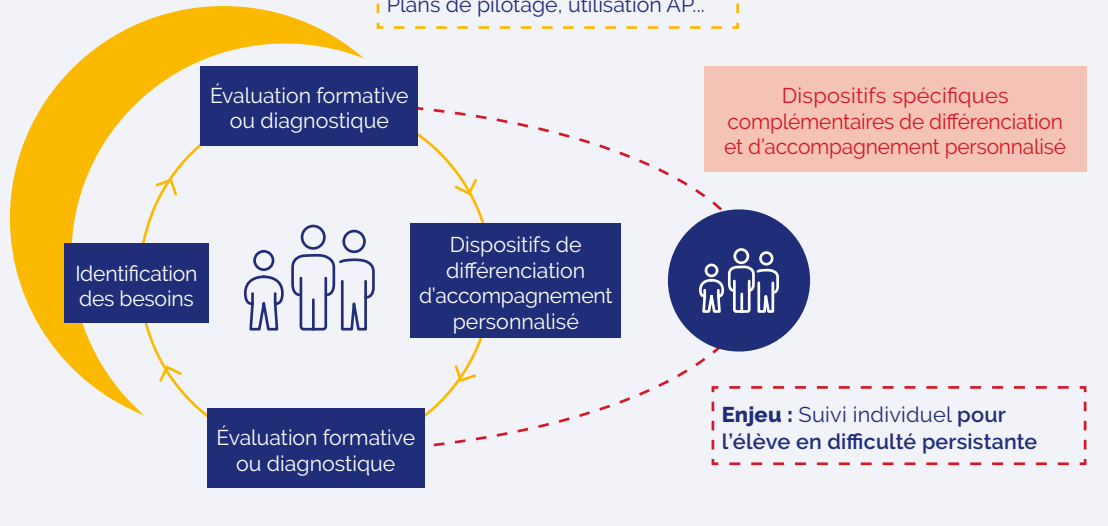 Plans de pilotage, utilisation AP...
Évaluation formative
ou diagnostique
Dispositifs spécifiques
complémentaires de différenciation
et d'accompagnement personnalisé
Identification
des besoins
Dispositifs de
différenciation
d'accompagnement
personnalisé
Évaluation formative
ou diagnostique
Enjeu : Suivi individuel pour
l'élève en difficulté persistante